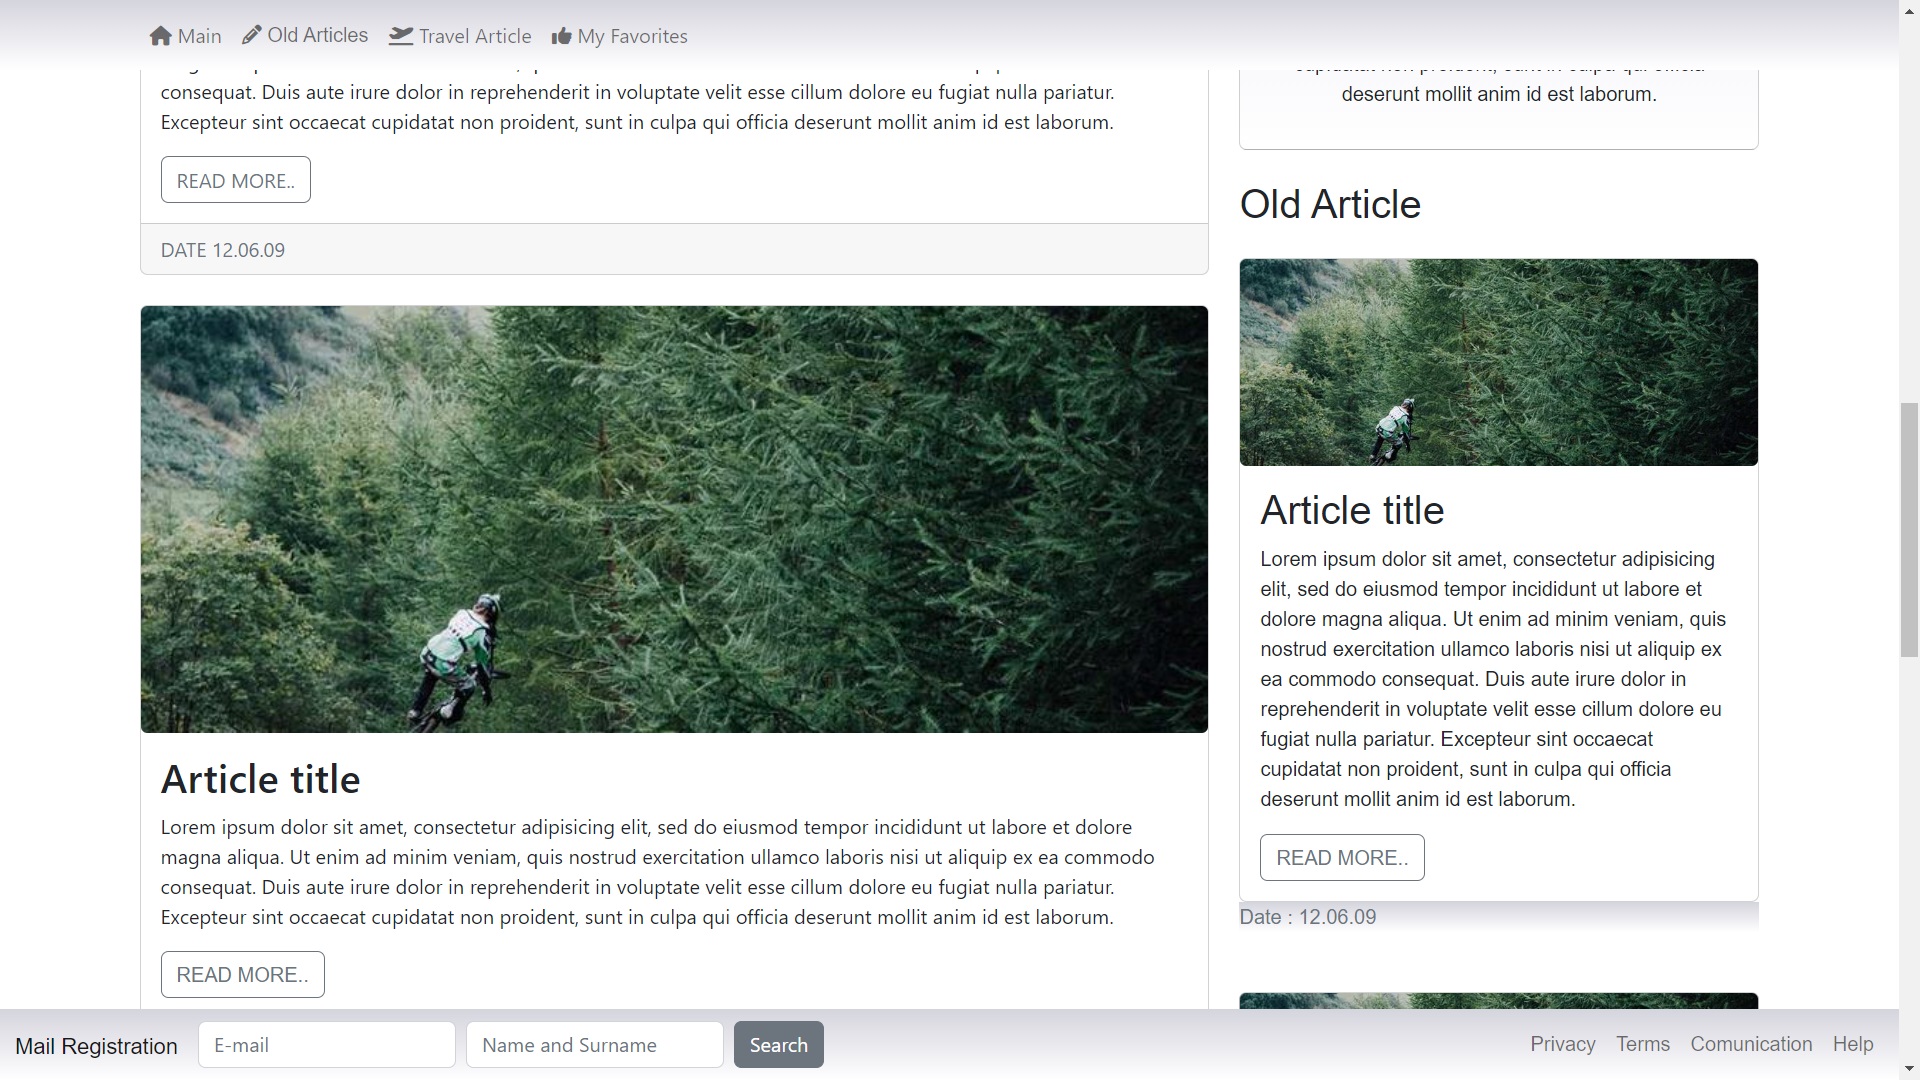 Main Old Articles Travel Article My Favorites
consequat. Duis aute irure dolor in reprehenderit in voluptate velit esse cillum dolore eu fugiat nulla pariatur.
Excepteur sint occaecat cupidatat non proident, sunt in culpa qui officia deserunt mollit anim id est laborum.
READ MORE..
DATE 12.06.09
Article title
Lorem ipsum dolor sit amet, consectetur adipisicing elit, sed do eiusmod tempor incididunt ut labore et dolore
magna aliqua. Ut enim ad minim veniam, quis nostrud exercitation ullamco laboris nisi ut aliquip ex ea commodo
consequat. Duis aute irure dolor in reprehenderit in voluptate velit esse cillum dolore eu fugiat nulla pariatur.
Excepteur sint occaecat cupidatat non proident, sunt in culpa qui officia deserunt mollit anim id est laborum.
READ MORE..
cupidatat non proident, sunt in culpa qui officia
deserunt mollit anim id est laborum.
Old Article
Article title
Lorem ipsum dolor sit amet, consectetur adipisicing
elit, sed do eiusmod tempor incididunt ut labore et
dolore magna aliqua. Ut enim ad minim veniam, quis
nostrud exercitation ullamco laboris nisi ut aliquip ex
ea commodo consequat. Duis aute irure dolor in
reprehenderit in voluptate velit esse cillum dolore eu
fugiat nulla pariatur. Excepteur sint occaecat
cupidatat non proident, sunt in culpa qui officia
deserunt mollit anim id est laborum.
READ MORE..
Date : 12.06.09
Mail Registration E-mail Name and Surname Search Privacy Terms Comunication Help